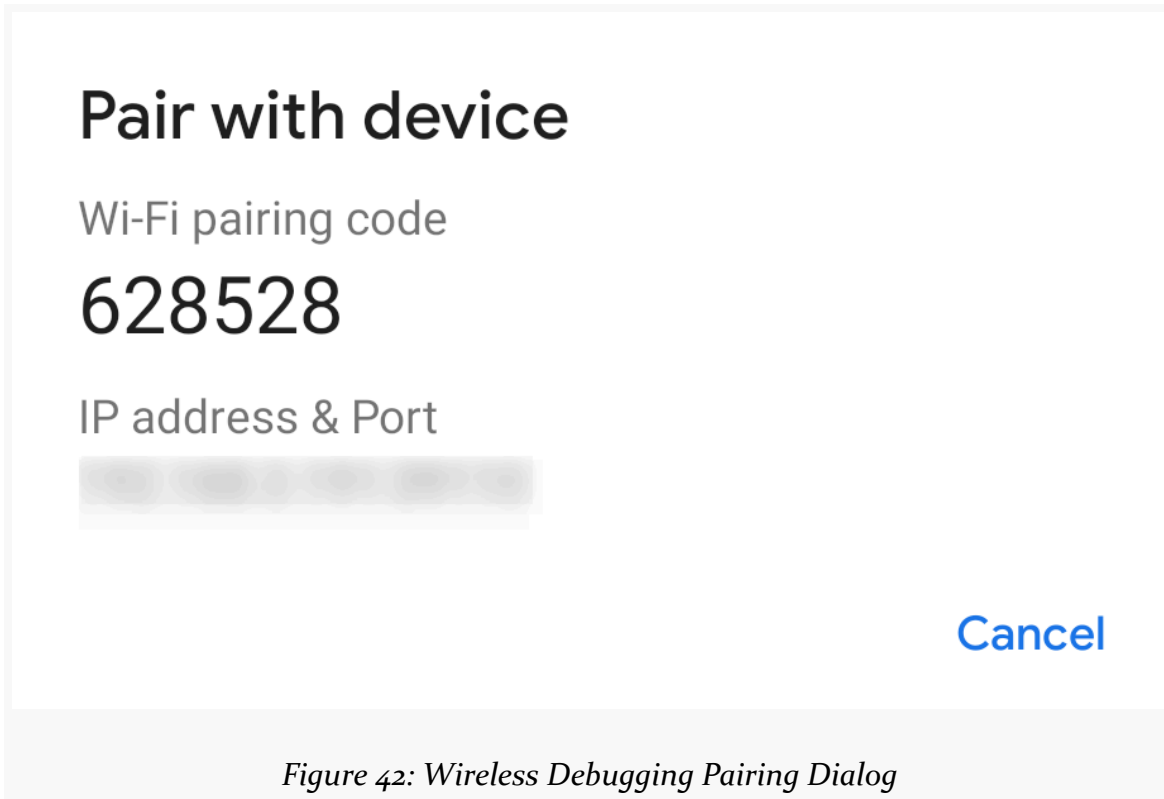 Pair with device
Wi-Fi pairing code
628528
IP address & Port
Cancel
Figure 42: Wireless Debugging Pairing Dialog